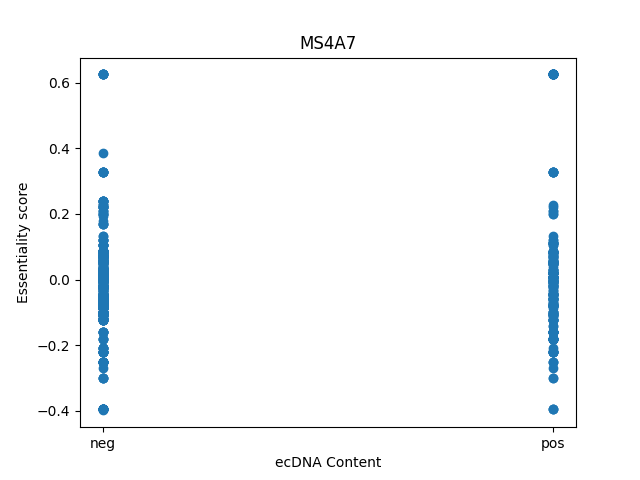 MS4A7
Essentiality score
0.6
0.4
0.2
0.0
−0.2
−0.4
neg
pos
ecDNA Content